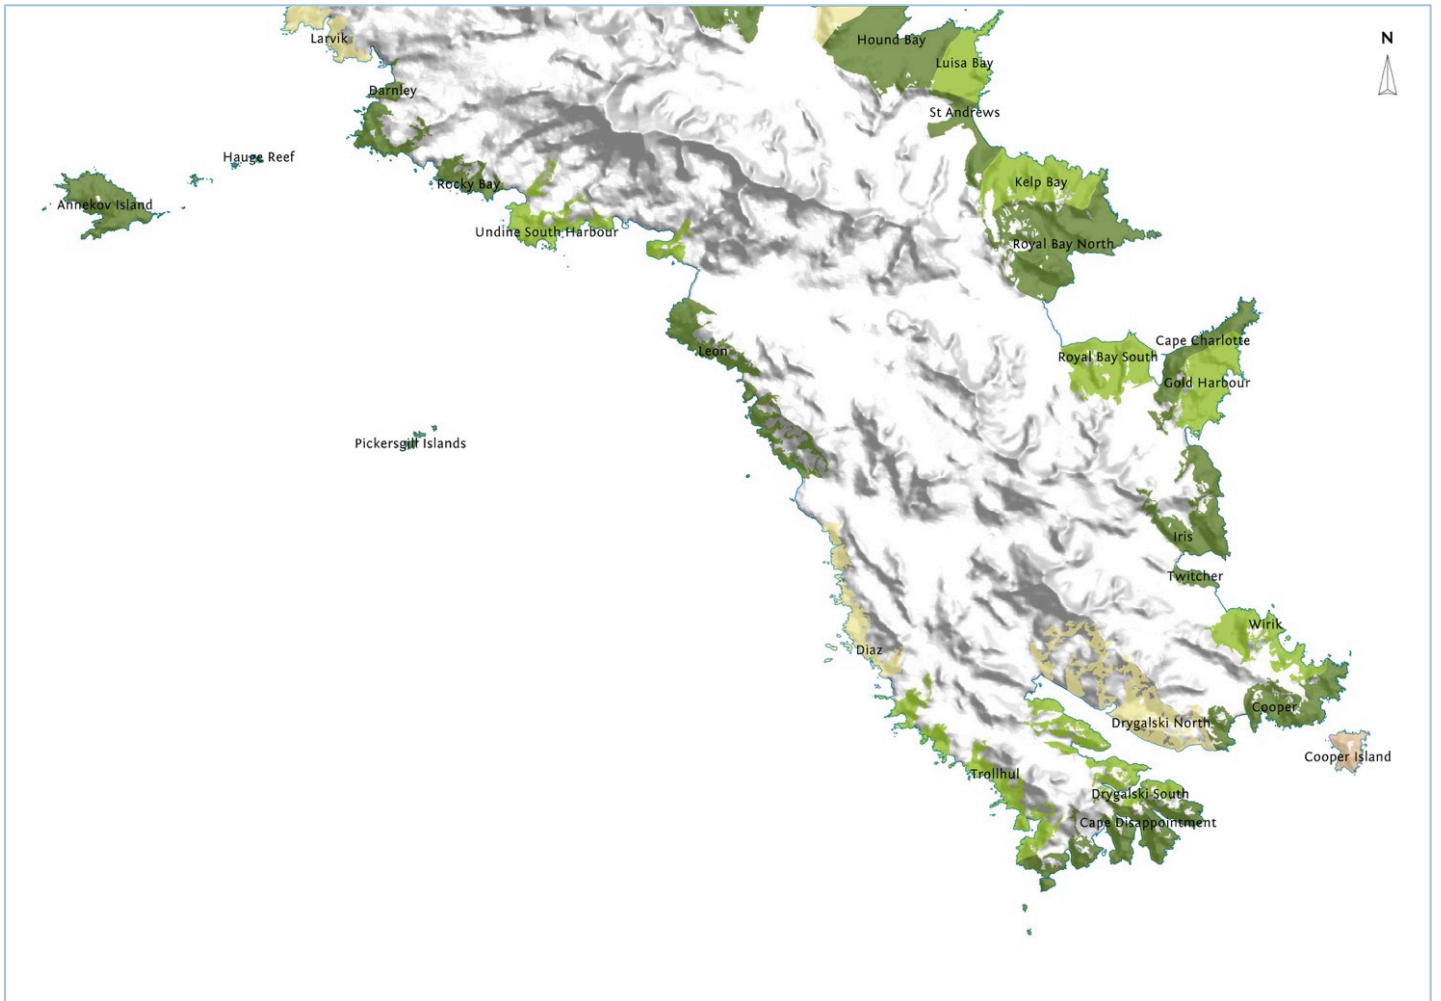 N
Larvik
Hound Bay
Luisa Bay
Darnley
St Andrews
Hauge Reef
Rocky Bay
Kelp Bay
Annekov Island
Undine South Harbour
Royal Bay North
Leon
Cape Charlotte
Royal Bay South
Gold Harbour
Pickersgill Islands
Iris
Twitcher
Wirik
Diaz
Cooper
Drygalski North
Cooper Island
Trollhul
Drygalski South
Cape Disappointment